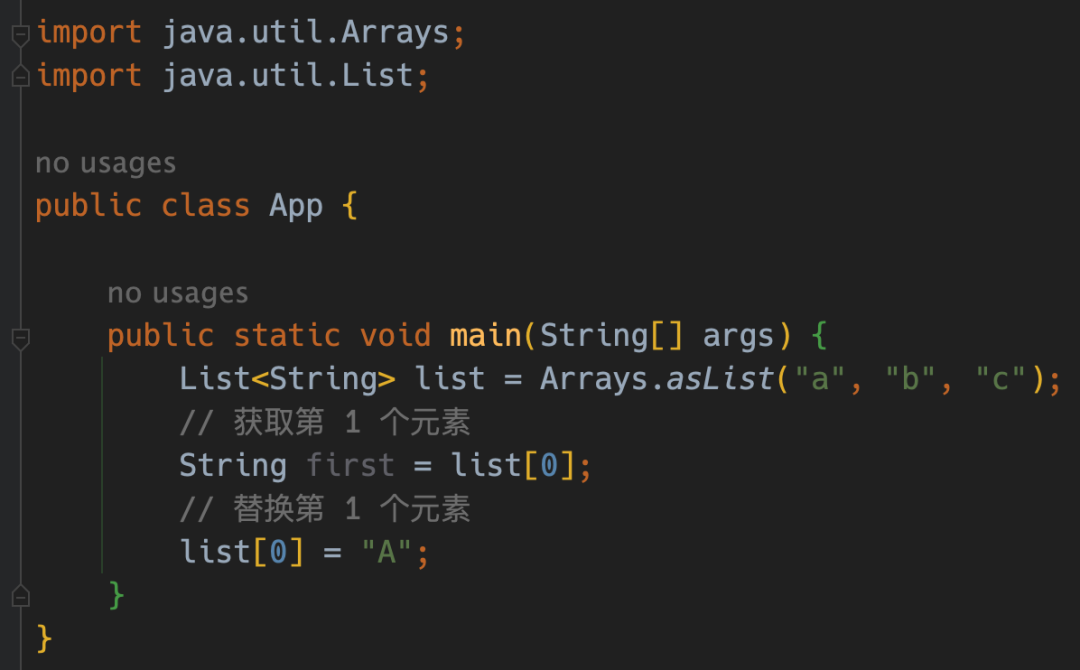 import java.util.Arrays;
import java.util.List;
no usages
public class App {
no usages
public static void main(String[] args) {
List<String> list = Arrays.asList("a", "b", "c");
// 获取第 1 个元素
String first = list[0];
// 替换第 1 个元素
list[0] = "A";
}
}